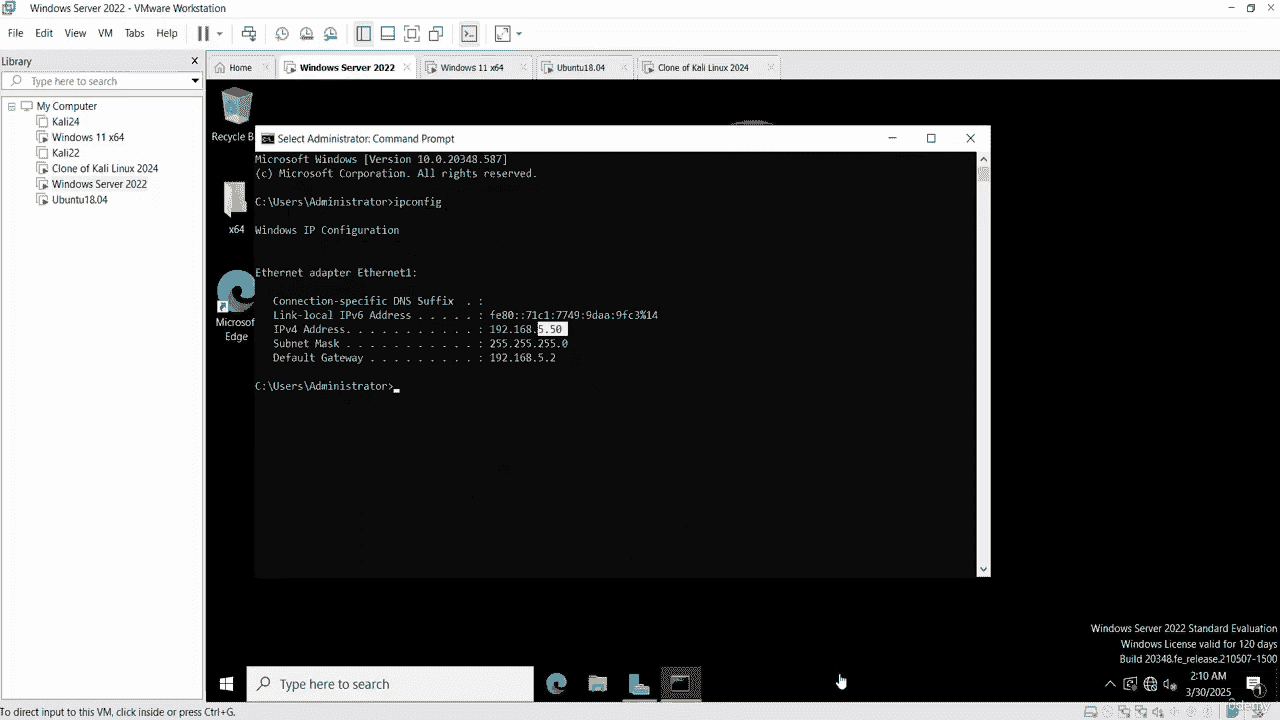 Windows Server 2022 - VMware Workstation
File Edit View VM Tabs Help
Library X
Type here to search
My Computer
Kali24
Windows 11 x64
Kali22
Clone of Kali Linux 2024
Windows Server 2022
Ubuntu18.04
Home Windows Server 2022 Windows 11 x64 Ubuntu18.04 Clone of Kali Linux 2024
Recycle B
x64
Microsof
Edge
Select Administrator: Command Prompt
Microsoft Windows [Version 10.0.20348.587]
(c) Microsoft Corporation. All rights reserved.
C:\Users\Administrator>ipconfig
Windows IP Configuration
Ethernet adapter Ethernet1:
Connection-specific DNS Suffix . :
Link-local IPv6 Address . . . . . : fe80::71c1:7749:9daa:9fc3%14
IPv4 Address. . . . . . . . . . . : 192.168.5.50
Subnet Mask . . . . . . . . . . . : 255.255.255.0
Default Gateway . . . . . . . . . : 192.168.5.2
C:\Users\Administrator>
Windows Server 2022 Standard Evaluation
Windows License valid for 120 days
Build 20348.fe_release.210507-1500
Type here to search
2:10 AM
3/30/2025
1
udemy
To direct input to this VM, click inside or press Ctrl+G.